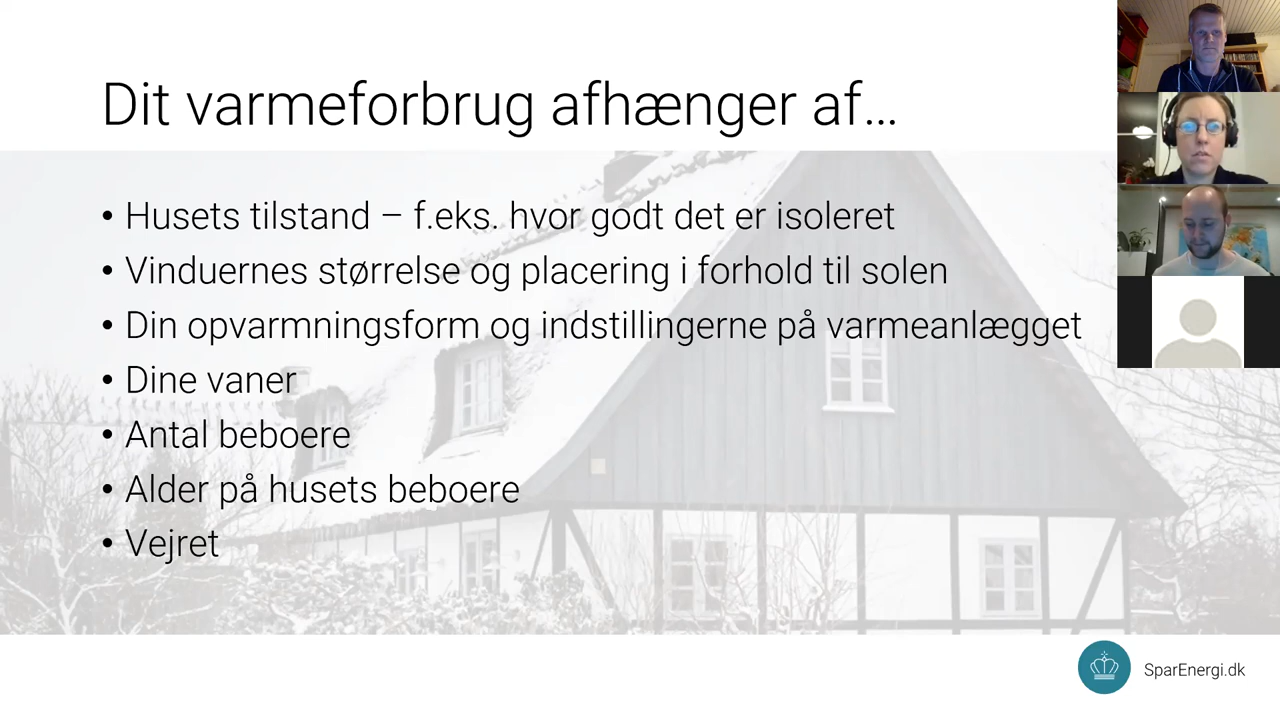 Dit varmeforbrug afhænger af...
• Husets tilstand – f.eks. hvor godt det er isoleret
• Vinduernes størrelse og placering i forhold til solen
• Din opvarmningsform og indstillingerne på varmeanlægget
• Dine vaner
• Antal beboere
• Alder på husets beboere
• Vejret
SparEnergi.dk